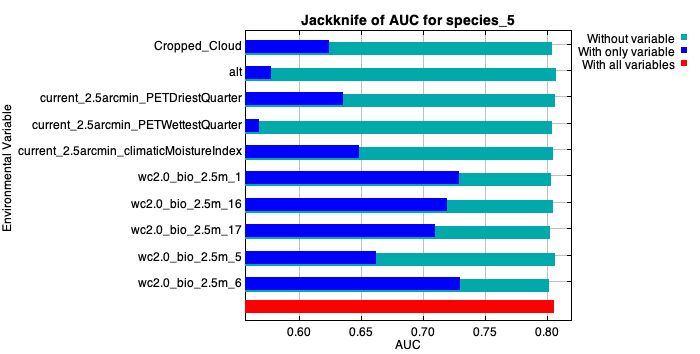 Jackknife of AUC for species_5
Without variable
With only variable
With all variables
Environmental Variable
Cropped_Cloud
alt
current_2.5arcmin_PETDriestQuarter
current_2.5arcmin_PETWettestQuarter
current_2.5arcmin_climaticMoistureIndex
wc2.0_bio_2.5m_1
wc2.0_bio_2.5m_16
wc2.0_bio_2.5m_17
wc2.0_bio_2.5m_5
wc2.0_bio_2.5m_6
0.60 0.65 0.70 0.75 0.80
AUC